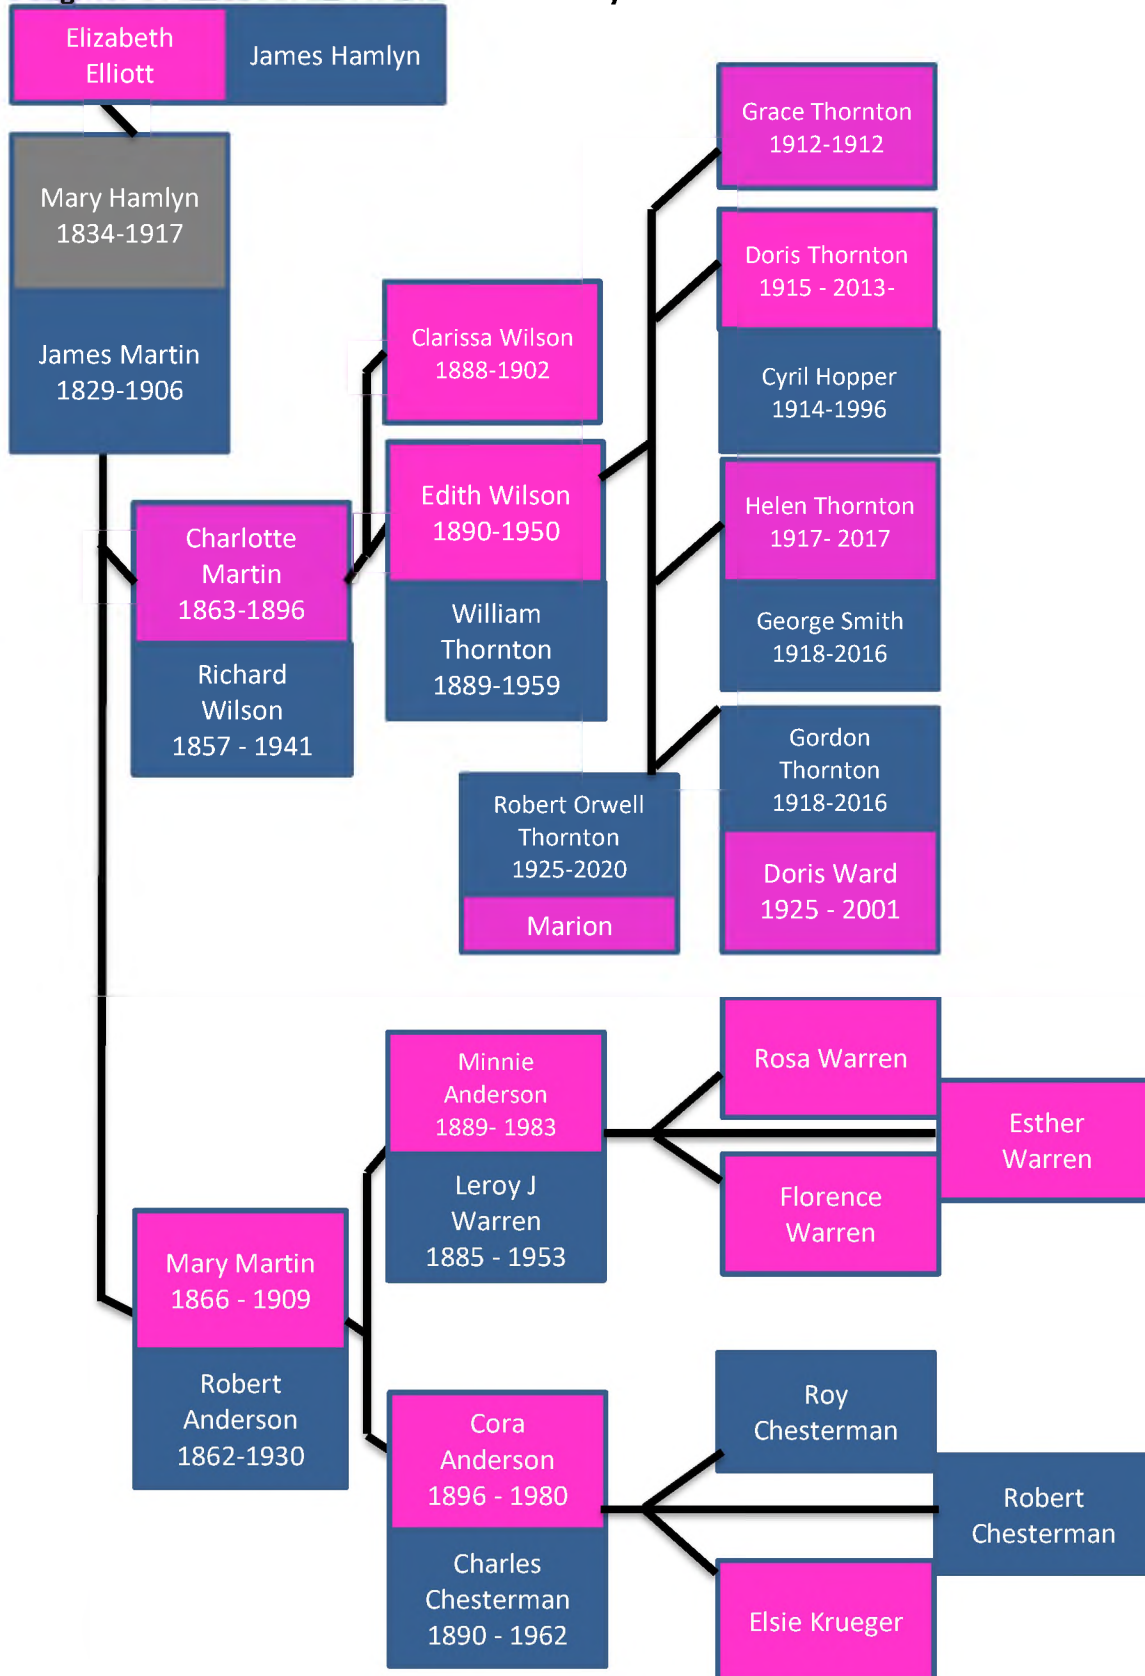 Elizabeth
Elliott
James Hamlyn
Mary Hamlyn
1834-1917
James Martin
1829-1906
Charlotte
Martin
1863-1896
Richard
Wilson
1857 - 1941
Clarissa Wilson
1888-1902
Edith Wilson
1890-1950
William
Thornton
1889-1959
Grace Thornton
1912-1912
Doris Thornton
1915 - 2013-
Cyril Hopper
1914-1996
Helen Thornton
1917- 2017
George Smith
1918-2016
Gordon
Thornton
1918-2016
Doris Ward
1925 - 2001
Robert Orwell
Thornton
1925-2020
Marion
Mary Martin
1866 - 1909
Robert
Anderson
1862-1930
Minnie
Anderson
1889- 1983
Leroy J
Warren
1885 - 1953
Rosa Warren
Esther
Warren
Florence
Warren
Cora
Anderson
1896 - 1980
Charles
Chesterman
1890 - 1962
Roy
Chesterman
Robert
Chesterman
Elsie Krueger